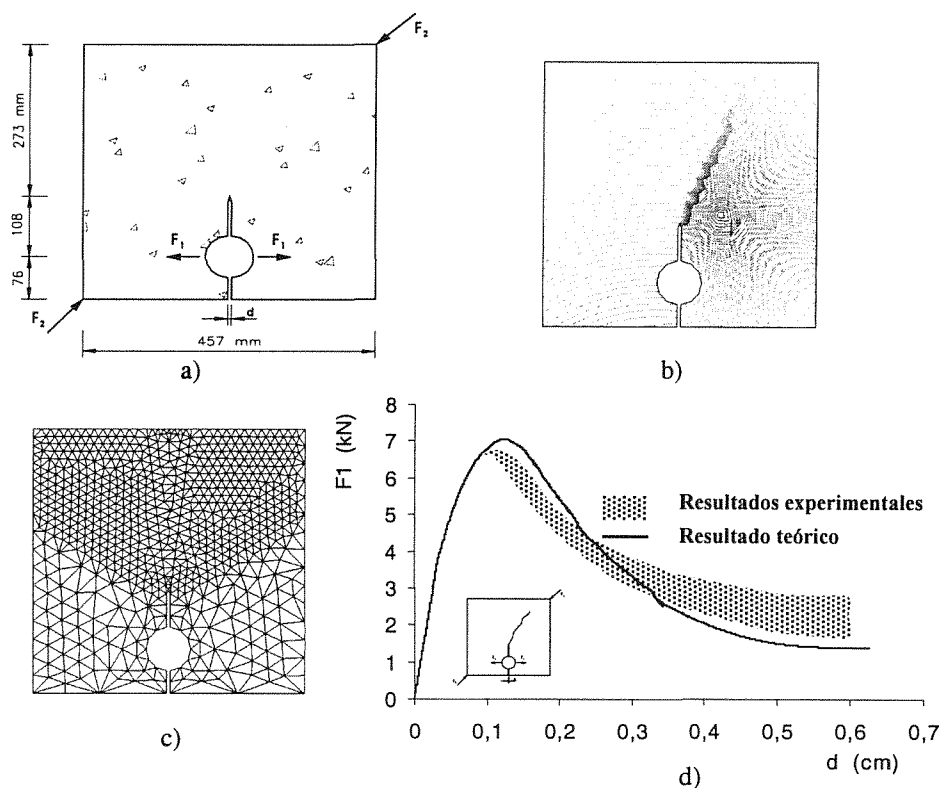 F2
273 mm
108
76
F1
F1
F2
d
457 mm
a)
b)
c)
F1 (kN)
8
7
6
5
4
3
2
1
0
Resultados experimentales
Resultado teórico
0
0,1
0,2
0,3
0,4
0,5
0,6
0,7
d (cm)
d)